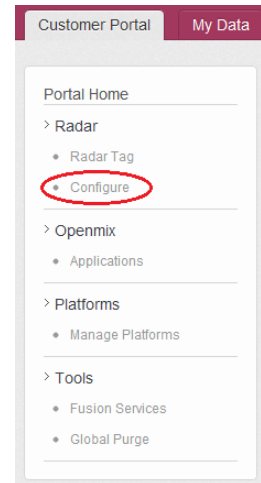 Customer Portal My Data
Portal Home
> Radar
• Radar Tag
• Configure
> Openmix
• Applications
> Platforms
• Manage Platforms
> Tools
• Fusion Services
• Global Purge